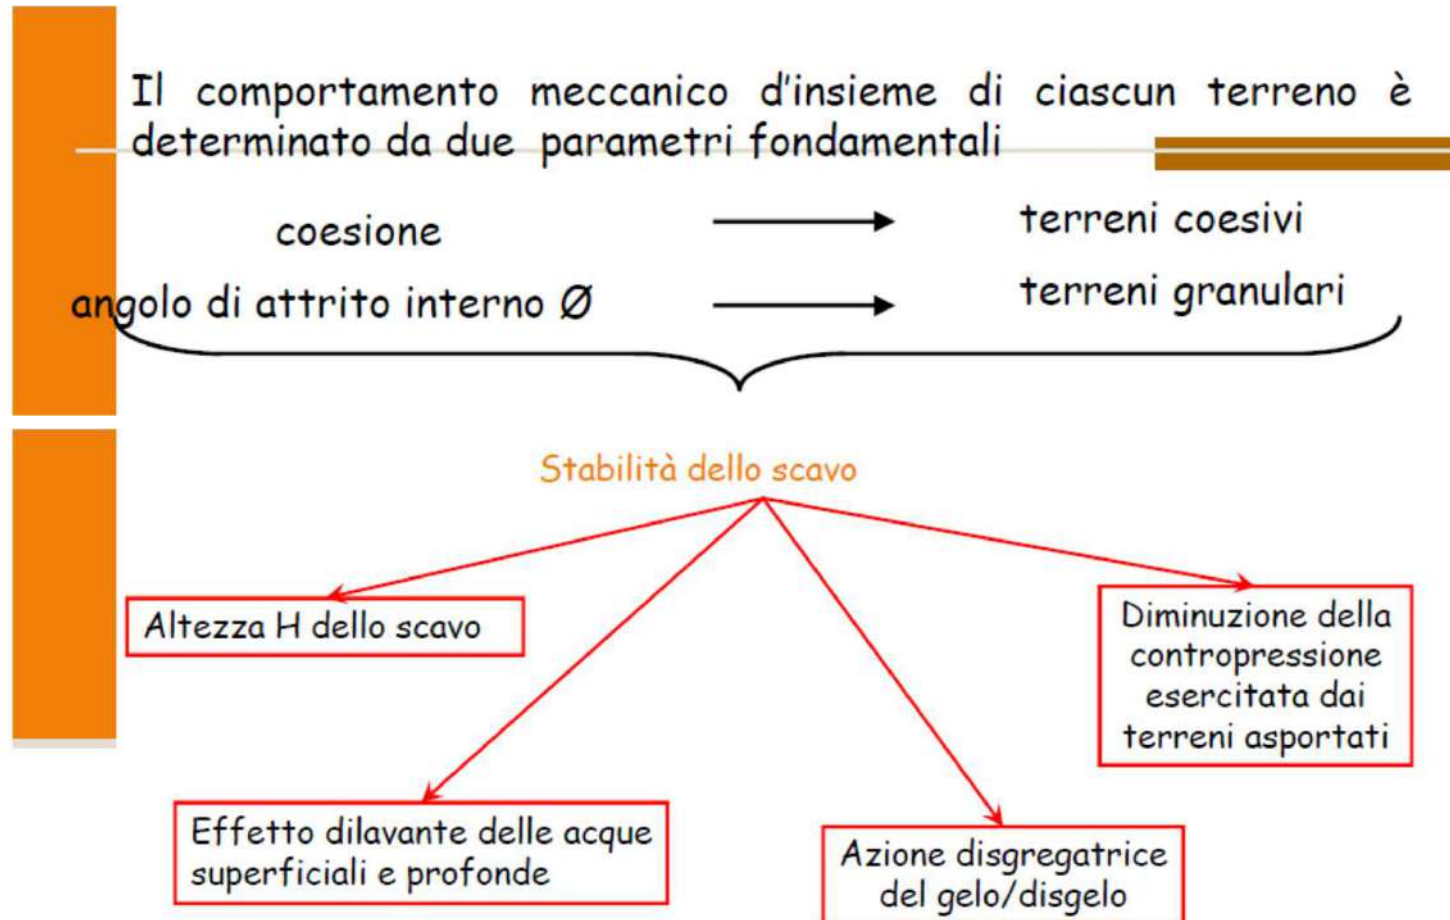 Il comportamento meccanico d'insieme di ciascun terreno è
determinato da due parametri fondamentali
coesione
terreni coesivi
angolo di attrito interno Ø
terreni granulari
Stabilità dello scavo
Altezza H dello scavo
Diminuzione della
contropressione
esercitata dai
terreni asportati
Effetto dilavante delle acque
superficiali e profonde
Azione disgregatrice
del gelo/disgelo